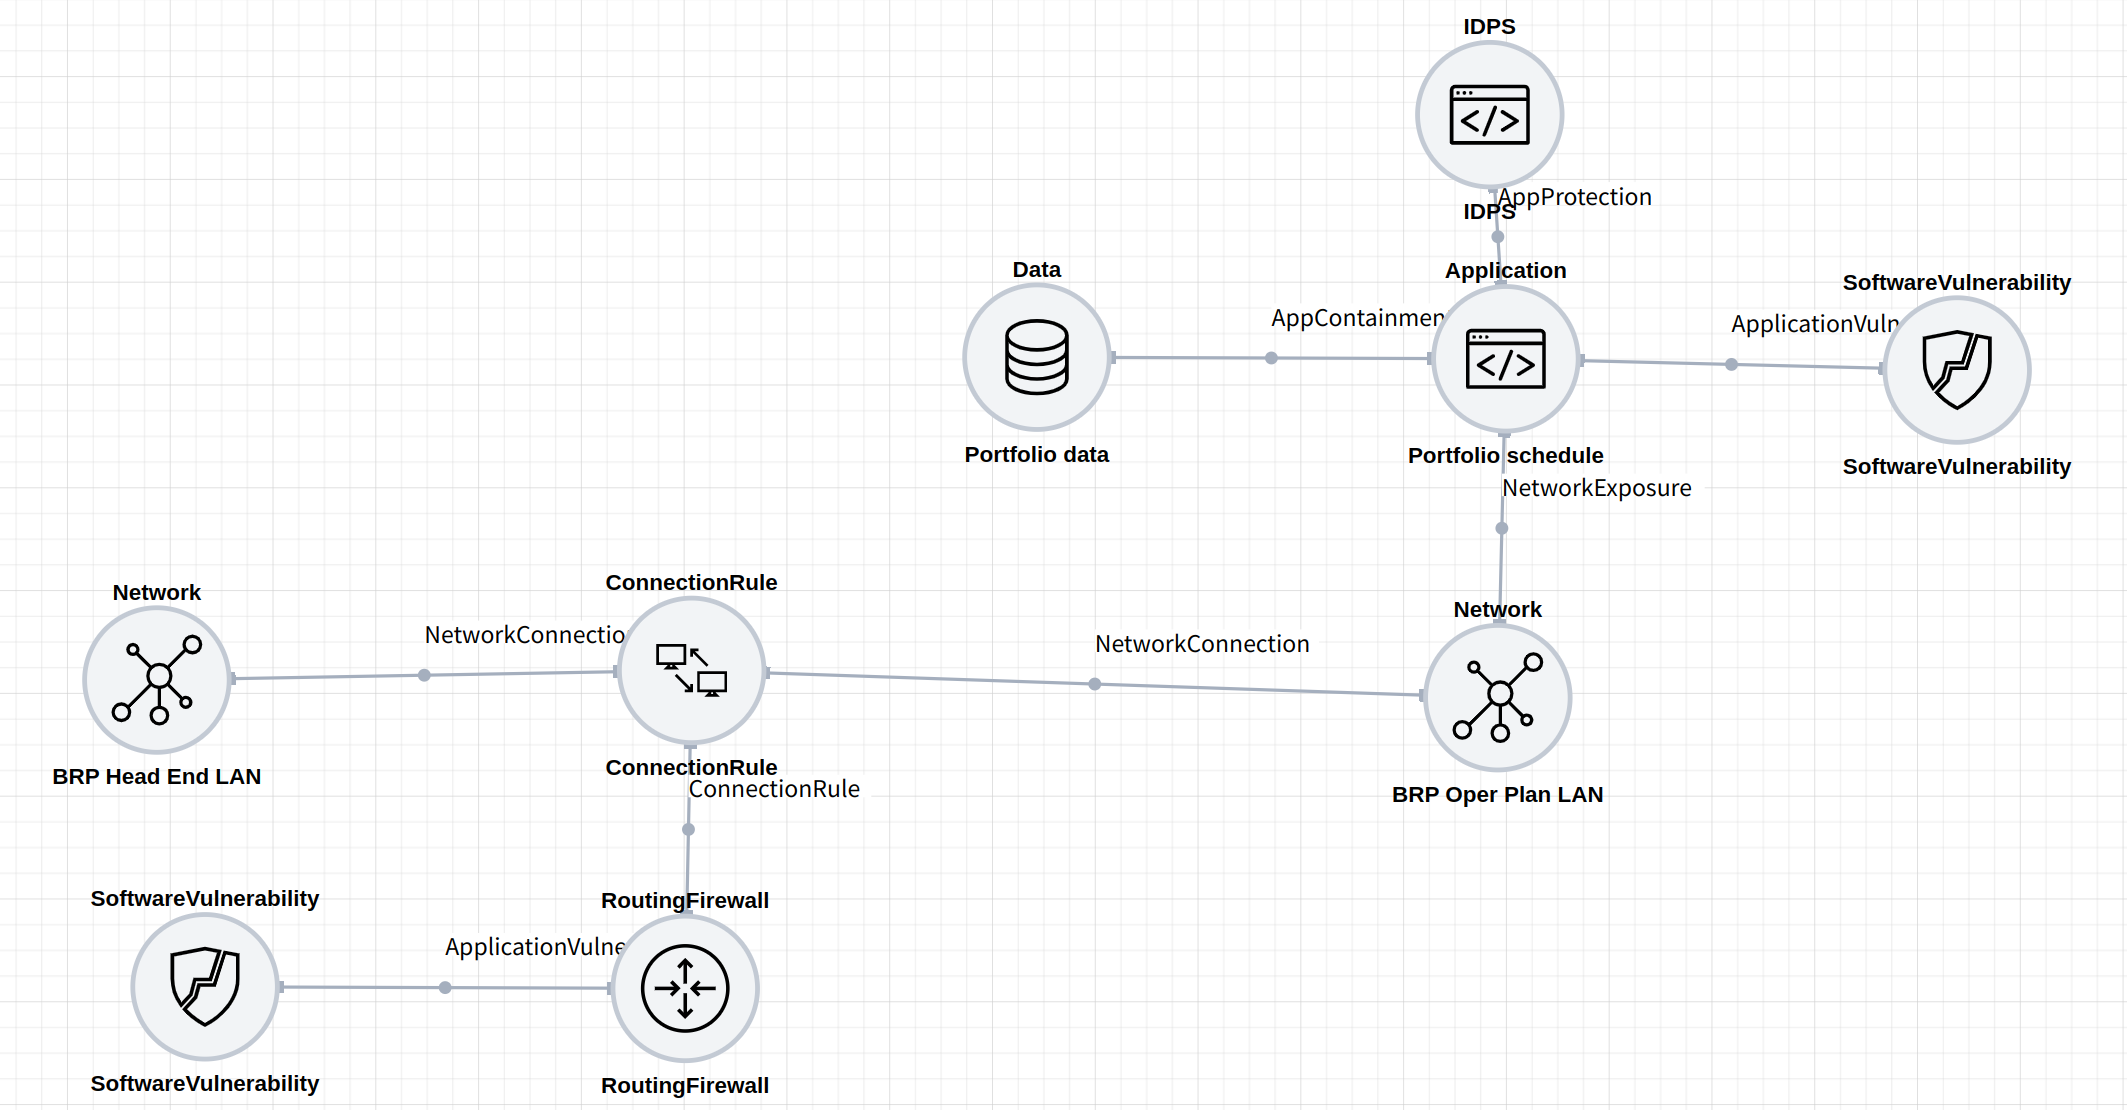 IDPS
AppProtection
IDPS
Data
Application
SoftwareVulnerability
AppContainmen
ApplicationVuln
Portfolio data
Portfolio schedule
SoftwareVulnerability
NetworkExposure
Network
ConnectionRule
Network
NetworkConnectio
NetworkConnection
BRP Head End LAN
ConnectionRule
ConnectionRule
BRP Oper Plan LAN
SoftwareVulnerability
RoutingFirewall
ApplicationVulne
SoftwareVulnerability
RoutingFirewall